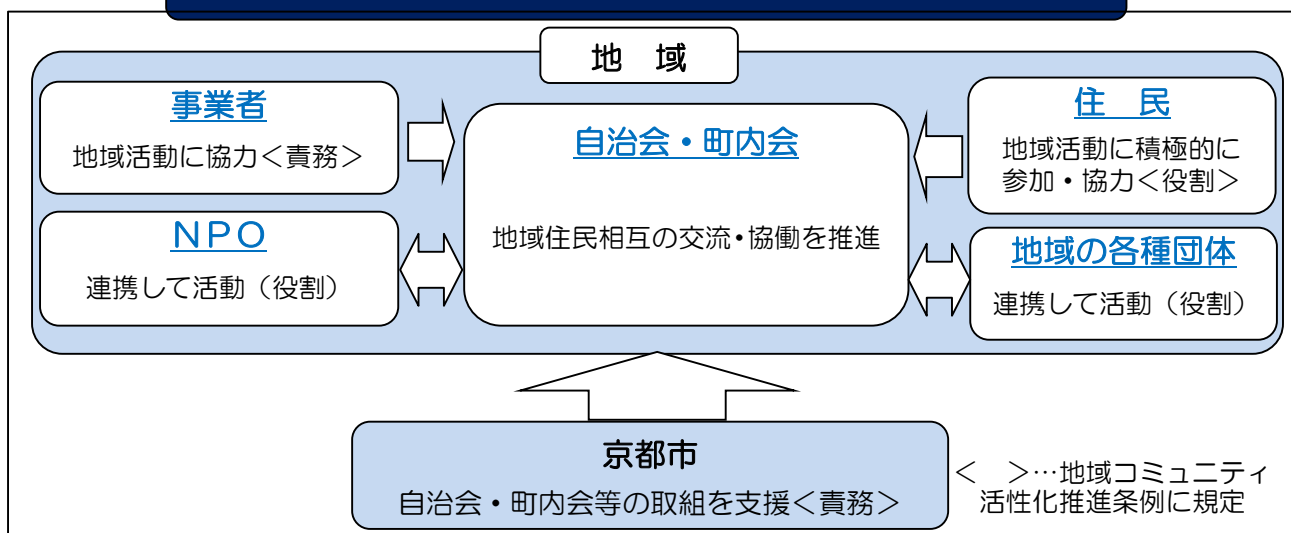 地　域
事業者
地域活動に協力＜責務＞
ＮＰＯ
連携して活動（役割）
自治会・町内会
地域住民相互の交流・協働を推進
住　民
地域活動に積極的に
参加・協力＜役割＞
地域の各種団体
連携して活動（役割）
京都市
自治会・町内会等の取組を支援＜責務＞
＜　＞…地域コミュニティ
活性化推進条例に規定